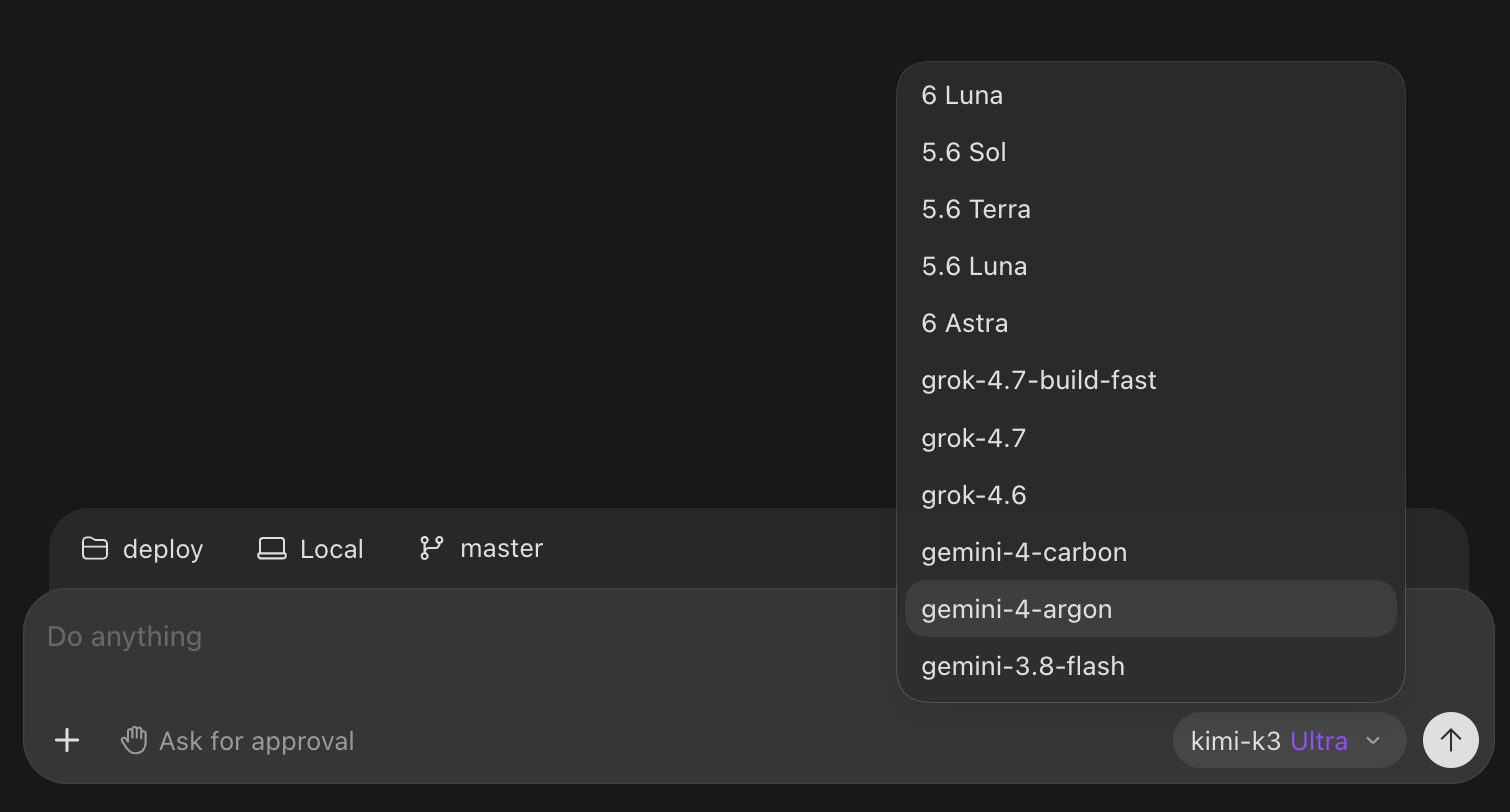 6 Luna
5.6 Sol
5.6 Terra
5.6 Luna
6 Astra
grok-4.7-build-fast
grok-4.7
grok-4.6
gemini-4-carbon
gemini-4-argon
gemini-3.8-flash
deploy Local master
Do anything
Ask for approval kimi-k3 Ultra